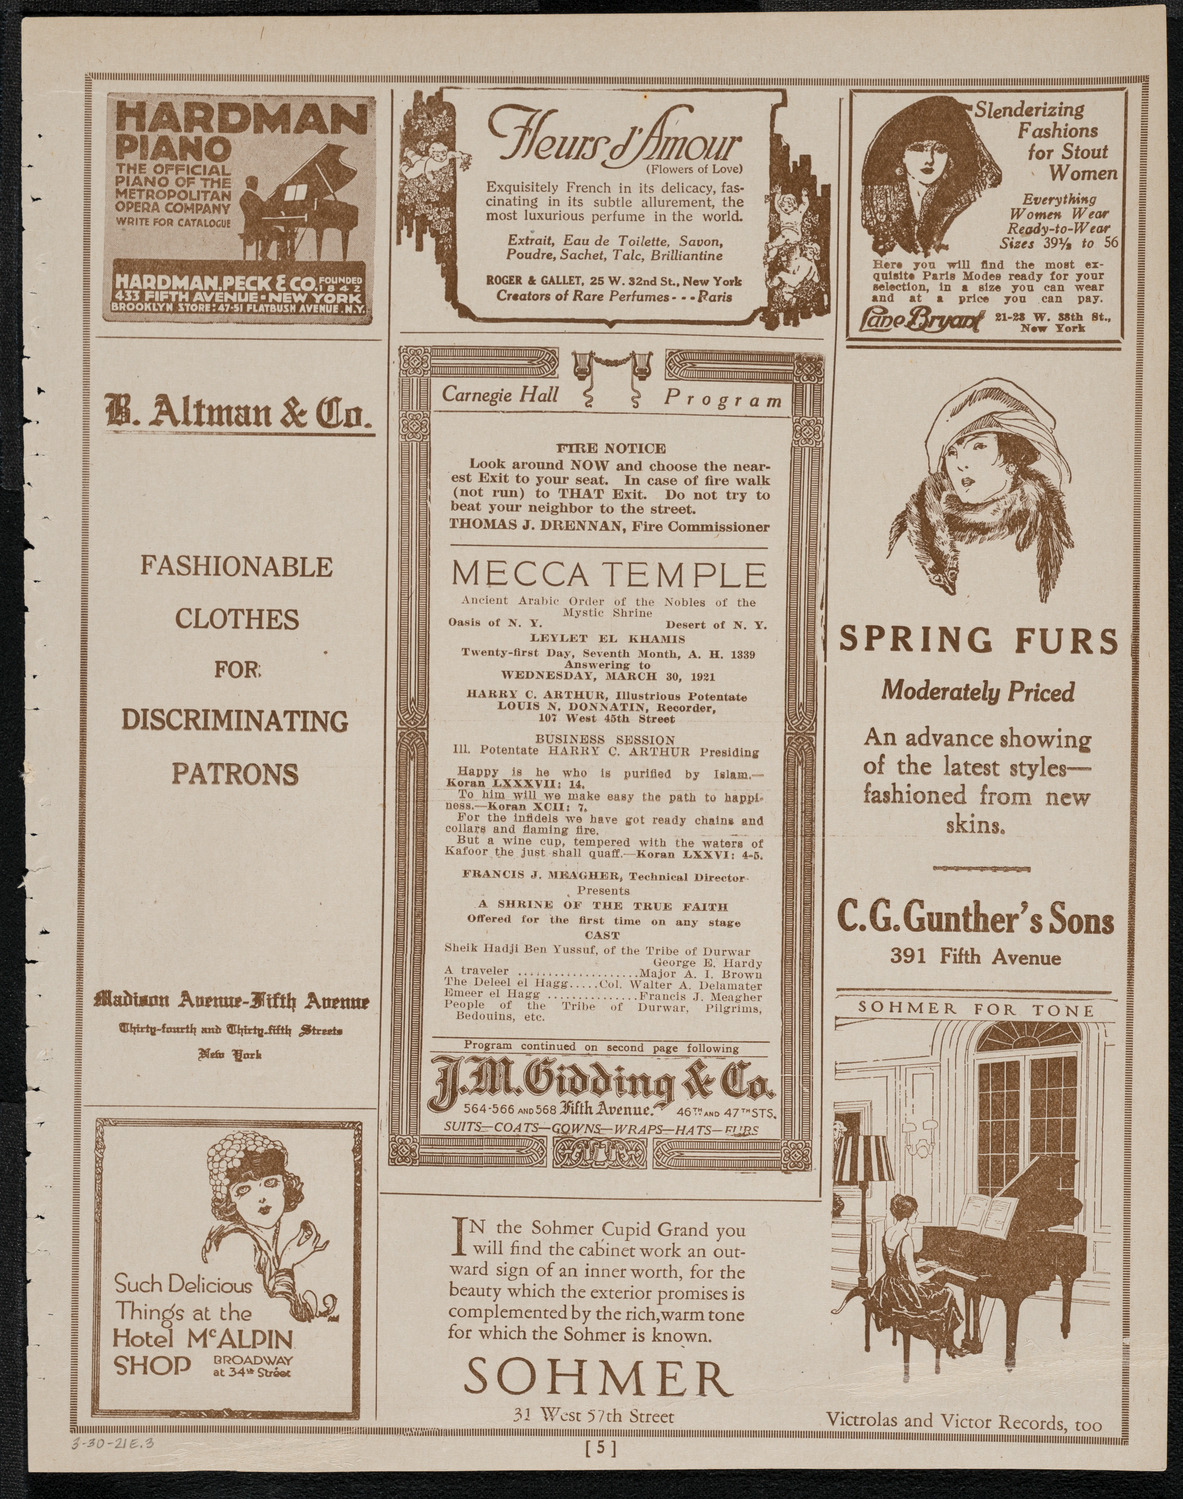 HARDMAN
PIANO
THE OFFICIAL
PIANO OF THE
METROPOLITAN
OPERA COMPANY
WRITE FOR CATALOGUE
HARDMAN, PECK & CO. FOUNDED 1842
433 FIFTH AVENUE - NEW YORK
BROOKLYN STORE: 47-51 FLATBUSH AVENUE. N.Y.
B. Altman & Co.
FASHIONABLE
CLOTHES
FOR
DISCRIMINATING
PATRONS
Madison Avenue-Fifth Avenue
Thirty-fourth and Thirty-fifth Streets
New York
Such Delicious
Things at the
Hotel McALPIN
SHOP BROADWAY
at 34th Street
Fleurs d'Amour
(Flowers of Love)
Exquisitely French in its delicacy, fas-
cinating in its subtle allurement, the
most luxurious perfume in the world.
Extrait, Eau de Toilette, Savon,
Poudre, Sachet, Talc, Brilliantine
ROGER & GALLET, 25 W. 32nd St., New York
Creators of Rare Perfumes - - - Paris
Carnegie Hall Program
FIRE NOTICE
Look around NOW and choose the near-
est Exit to your seat. In case of fire walk
(not run) to THAT Exit. Do not try to
beat your neighbor to the street.
THOMAS J. DRENNAN, Fire Commissioner
MECCA TEMPLE
Ancient Arabic Order of the Nobles of the
Mystic Shrine
Oasis of N. Y. Desert of N. Y.
LEYLET EL KHAMIS
Twenty-first Day, Seventh Month, A. H. 1339
Answering to
WEDNESDAY, MARCH 30, 1921
HARRY C. ARTHUR, Illustrious Potentate
LOUIS N. DONNATIN, Recorder,
107 West 45th Street
BUSINESS SESSION
Ill. Potentate HARRY C. ARTHUR Presiding
Happy is he who is purified by Islam.—
Koran LXXXVII: 14.
To him will we make easy the path to happi-
ness.—Koran XCII: 7.
For the infidels we have got ready chains and
collars and flaming fire.
But a wine cup, tempered with the waters of
Kafoor the just shall quaff.—Koran LXXVI: 4-5.
FRANCIS J. MEAGHER, Technical Director
Presents
A SHRINE OF THE TRUE FAITH
Offered for the first time on any stage
CAST
Sheik Hadji Ben Yussuf, of the Tribe of Durwar
George E. Hardy
A traveler ....................Major A. I. Brown
The Deleel el Hagg.....Col. Walter A. Delamater
Emeer el Hagg ..............Francis J. Meagher
People of the Tribe of Durwar, Pilgrims,
Bedouins, etc.
Program continued on second page following
J.M. Gidding & Co.
564-566 AND 568 Fifth Avenue. 46TH AND 47TH STS.
SUITS—COATS—GOWNS—WRAPS—HATS—FURS
IN the Sohmer Cupid Grand you
will find the cabinet work an out-
ward sign of an inner worth, for the
beauty which the exterior promises is
complemented by the rich, warm tone
for which the Sohmer is known.
SOHMER
31 West 57th Street
Slenderizing
Fashions
for Stout
Women
Everything
Women Wear
Ready-to-Wear
Sizes 39½ to 56
Here you will find the most ex-
quisite Paris Modes ready for your
selection, in a size you can wear
and at a price you can pay.
Lane Bryant 21-23 W. 38th St.,
New York
SPRING FURS
Moderately Priced
An advance showing
of the latest styles—
fashioned from new
skins.
C.G. Gunther's Sons
391 Fifth Avenue
SOHMER FOR TONE
Victrolas and Victor Records, too
[ 5 ]
3-30-21E.3